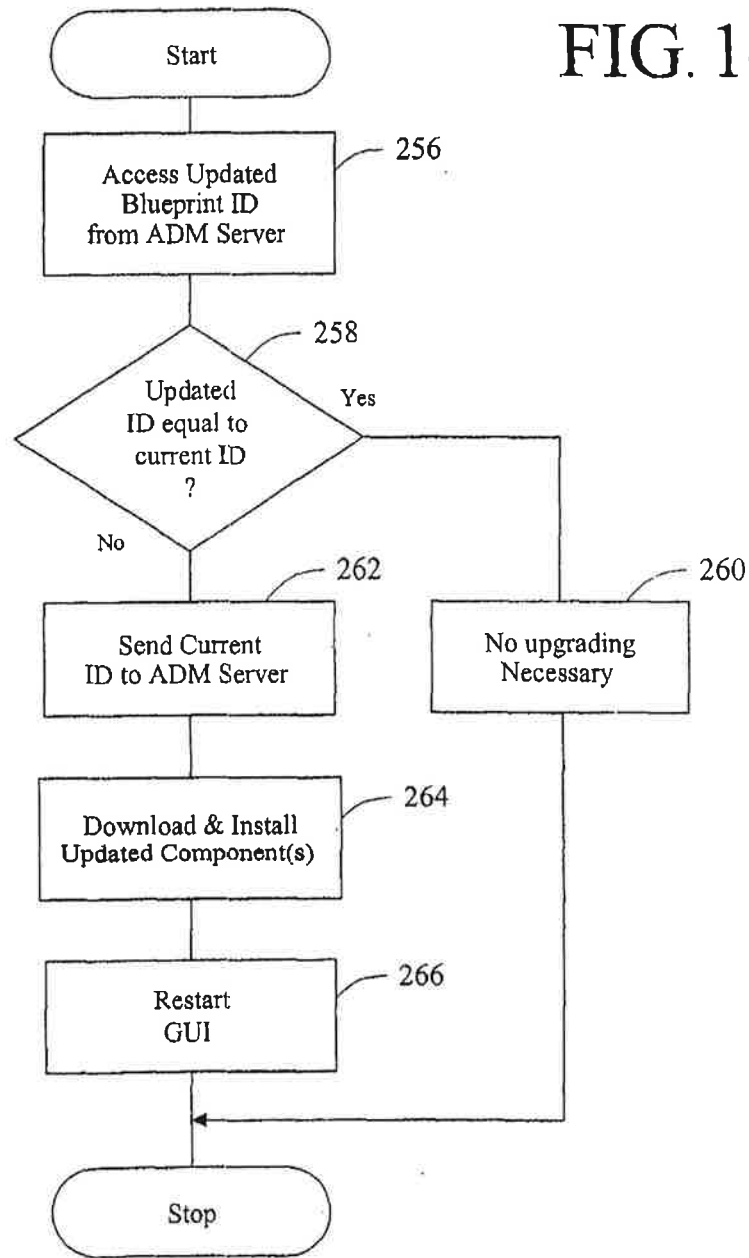 Start
FIG. 1
256
Access Updated
Blueprint ID
from ADM Server
258
Updated
ID equal to
current ID
?
Yes
No
262
Send Current
ID to ADM Server
260
No upgrading
Necessary
264
Download & Install
Updated Component(s)
266
Restart
GUI
Stop